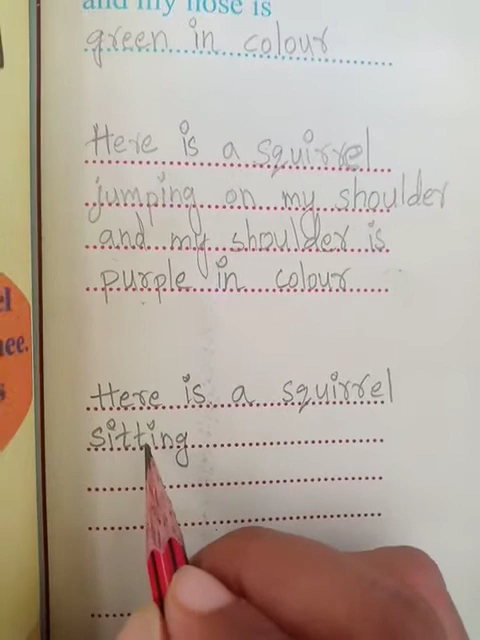 and my nose is
green in colour
Here is a squirrel
jumping on my shoulder
and my shoulder is
purple in colour
Here is a squirrel
sitting